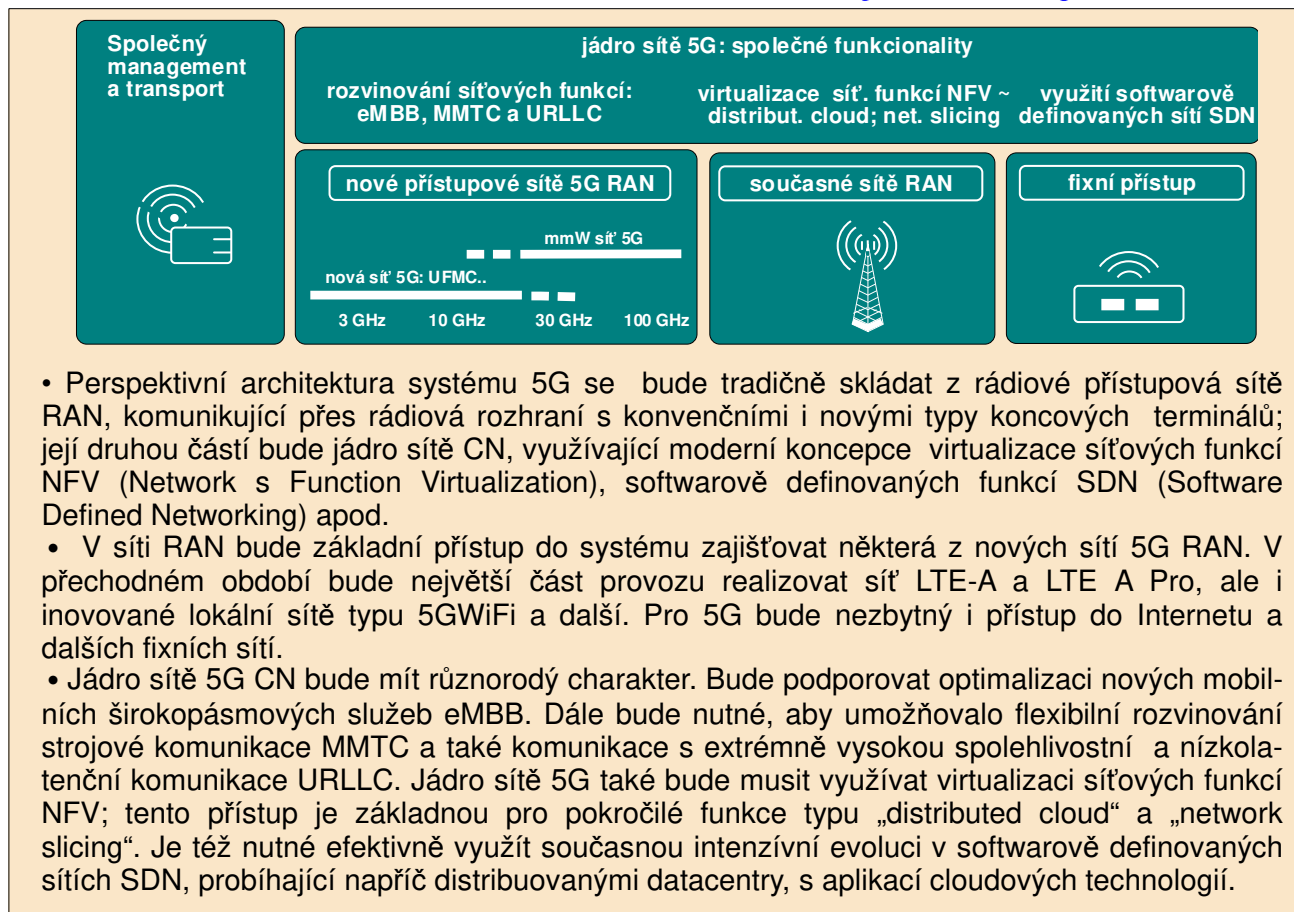 Společný
management
a transport
jádro sítě 5G: společné funkcionality
rozvinování síťových funkcí:
eMBB, MMTC a URLLC
virtualizace síť. funkcí NFV ~
distribut. cloud; net. slicing
využití softwarově
definovaných sítí SDN
nové přístupové sítě 5G RAN
mmW síť 5G
nová síť 5G: UFMC..
3 GHz 10 GHz 30 GHz 100 GHz
současné sítě RAN
fixní přístup
• Perspektivní architektura systému 5G se bude tradičně skládat z rádiové přístupová sítě
RAN, komunikující přes rádiová rozhraní s konvenčními i novými typy koncových terminálů;
její druhou částí bude jádro sítě CN, využívající moderní koncepce virtualizace síťových funkcí
NFV (Network s Function Virtualization), softwarově definovaných funkcí SDN (Software
Defined Networking) apod.
• V síti RAN bude základní přístup do systému zajišťovat některá z nových sítí 5G RAN. V
přechodném období bude největší část provozu realizovat síť LTE-A a LTE A Pro, ale i
inovované lokální sítě typu 5GWiFi a další. Pro 5G bude nezbytný i přístup do Internetu a
dalších fixních sítí.
• Jádro sítě 5G CN bude mít různorodý charakter. Bude podporovat optimalizaci nových mobil-
ních širokopásmových služeb eMBB. Dále bude nutné, aby umožňovalo flexibilní rozvinování
strojové komunikace MMTC a také komunikace s extrémně vysokou spolehlivostní a nízkola-
tenční komunikace URLLC. Jádro sítě 5G také bude musit využívat virtualizaci síťových funkcí
NFV; tento přístup je základnou pro pokročilé funkce typu „distributed cloud“ a „network
slicing“. Je též nutné efektivně využít současnou intenzívní evoluci v softwarově definovaných
sítích SDN, probíhající napříč distribuovanými datacentry, s aplikací cloudových technologií.